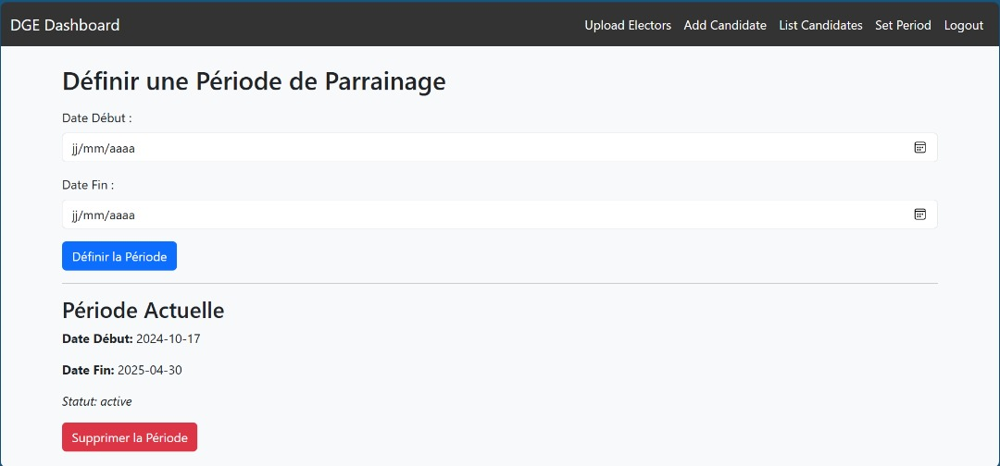 DGE Dashboard
Upload Electors Add Candidate List Candidates Set Period Logout
Définir une Période de Parrainage
Date Début :
jj/mm/aaaa
Date Fin :
jj/mm/aaaa
Définir la Période
Période Actuelle
Date Début: 2024-10-17
Date Fin: 2025-04-30
Statut: active
Supprimer la Période